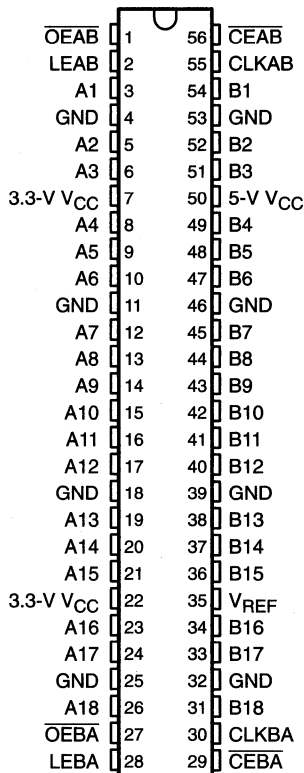 OEAB 1 56 CEAB
LEAB 2 55 CLKAB
A1 3 54 B1
GND 4 53 GND
A2 5 52 B2
A3 6 51 B3
3.3-V VCC 7 50 5-V VCC
A4 8 49 B4
A5 9 48 B5
A6 10 47 B6
GND 11 46 GND
A7 12 45 B7
A8 13 44 B8
A9 14 43 B9
A10 15 42 B10
A11 16 41 B11
A12 17 40 B12
GND 18 39 GND
A13 19 38 B13
A14 20 37 B14
A15 21 36 B15
3.3-V VCC 22 35 VREF
A16 23 34 B16
A17 24 33 B17
GND 25 32 GND
A18 26 31 B18
OEBA 27 30 CLKBA
LEBA 28 29 CEBA